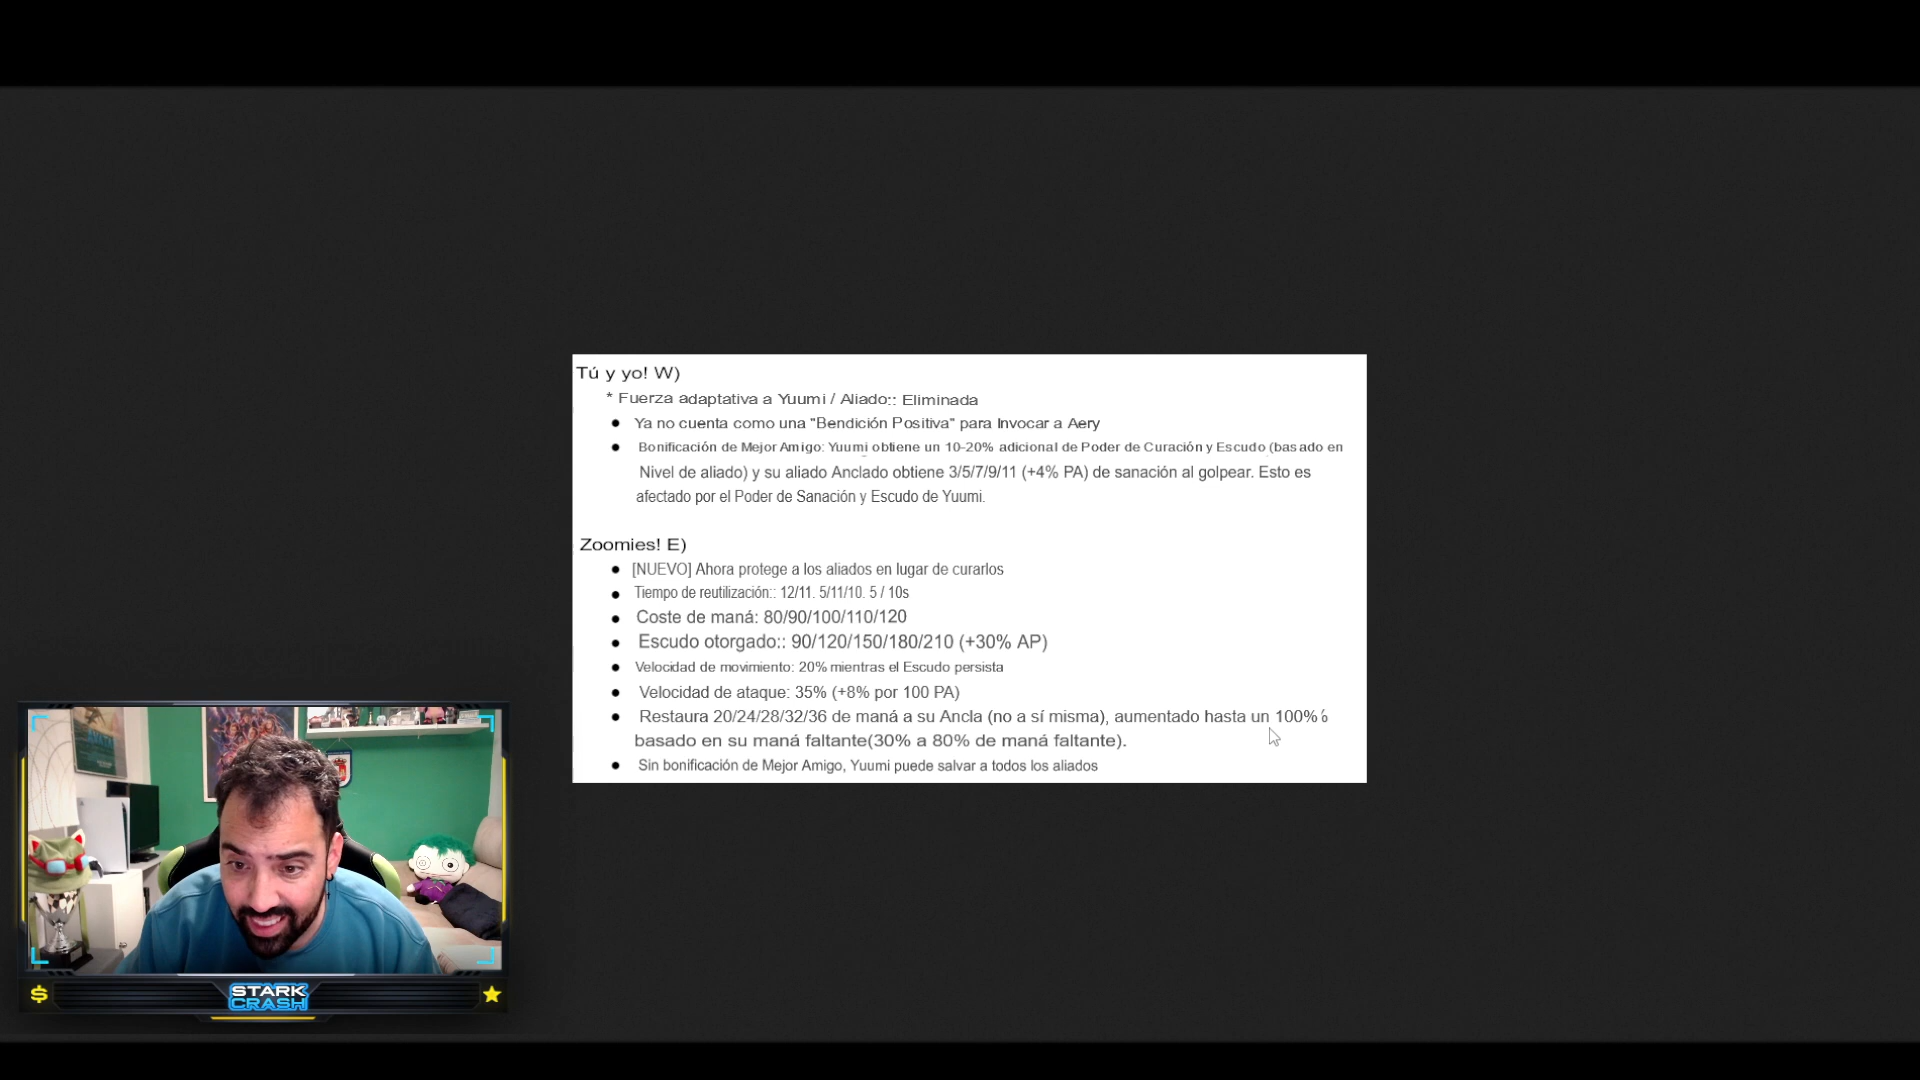 Tú y yo! W)
* Fuerza adaptativa a Yuumi / Aliado:: Eliminada
● Ya no cuenta como una "Bendición Positiva" para Invocar a Aery
● Bonificación de Mejor Amigo: Yuumi obtiene un 10-20% adicional de Poder de Curación y Escudo (basado en
Nivel de aliado) y su aliado Anclado obtiene 3/5/7/9/11 (+4% PA) de sanación al golpear. Esto es
afectado por el Poder de Sanación y Escudo de Yuumi.
Zoomies! E)
● [NUEVO] Ahora protege a los aliados en lugar de curarlos
● Tiempo de reutilización:: 12/11. 5/11/10. 5 / 10s
● Coste de maná: 80/90/100/110/120
● Escudo otorgado:: 90/120/150/180/210 (+30% AP)
● Velocidad de movimiento: 20% mientras el Escudo persista
● Velocidad de ataque: 35% (+8% por 100 PA)
● Restaura 20/24/28/32/36 de maná a su Ancla (no a sí misma), aumentado hasta un 100%
basado en su maná faltante(30% a 80% de maná faltante).
● Sin bonificación de Mejor Amigo, Yuumi puede salvar a todos los aliados
$
STARK
CRASH